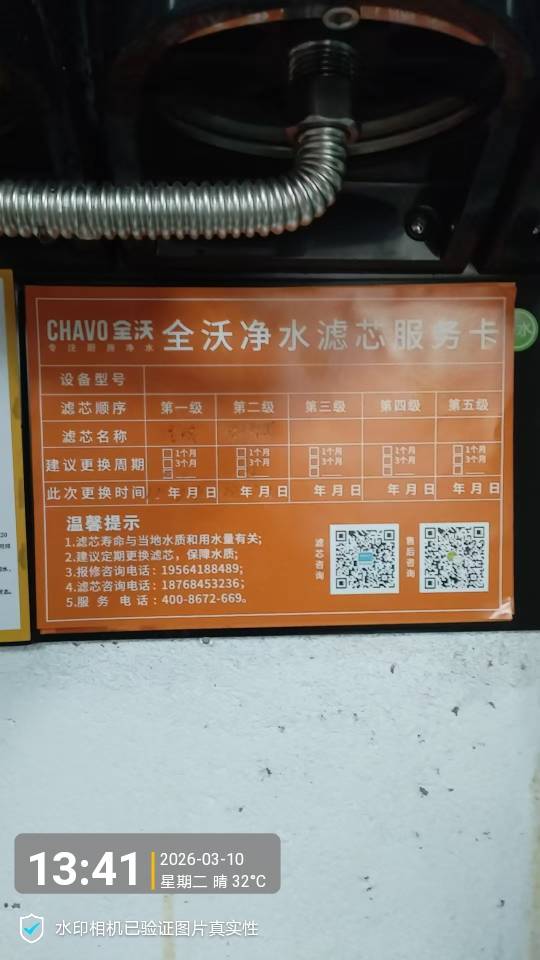 CHAVO 全沃
专注厨房净水
全沃净水滤芯服务卡
水
设备型号
滤芯顺序 第一级 第二级 第三级 第四级 第五级
滤芯名称
建议更换周期 1个月 1个月 1个月 1个月 1个月
3个月 3个月 3个月 3个月 3个月
此次更换时间 年 月 日 年 月 日 年 月 日 年 月 日 年 月 日
温馨提示
1.滤芯寿命与当地水质和用水量有关;
2.建议定期更换滤芯，保障水质;
3.报修咨询电话：19564188489;
4.滤芯咨询电话：18768453236;
5.服 务 电 话：400-8672-669。
滤芯咨询
售后咨询
13:41
2026-03-10
星期二 晴 32°C
水印相机已验证图片真实性